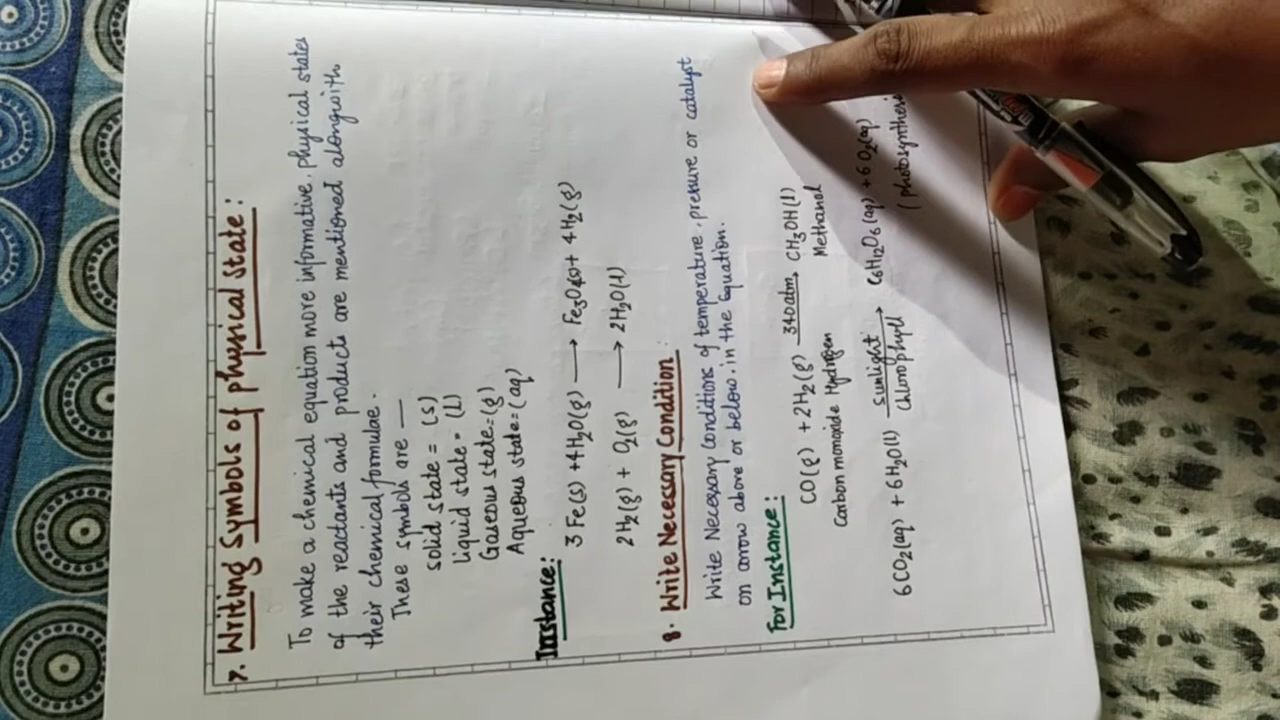 7. Writing Symbols of physical state:
To make a chemical equation more informative, physical states
of the reactants and products are mentioned alongwith
their chemical formulae.
These symbols are —
solid state = (s)
liquid state = (l)
Gaseous state = (g)
Aqueous state = (aq)
Instance:
3 Fe(s) + 4H2O(g) → Fe3O4(s) + 4H2(g)
2H2(g) + O2(g) → 2H2O(l)
8. Write Necessary Condition:
Write Necessary Conditions of temperature, pressure or catalyst
on arrow above or below. in the Equation.
For Instance:
CO(g) + 2H2(g) 340atm → CH3OH(l)
Carbon monoxide Hydrogen Methanol
6CO2(aq) + 6H2O(l) sunlight → C6H12O6(aq) + 6O2(aq)
Chlorophyll (photosynthesis